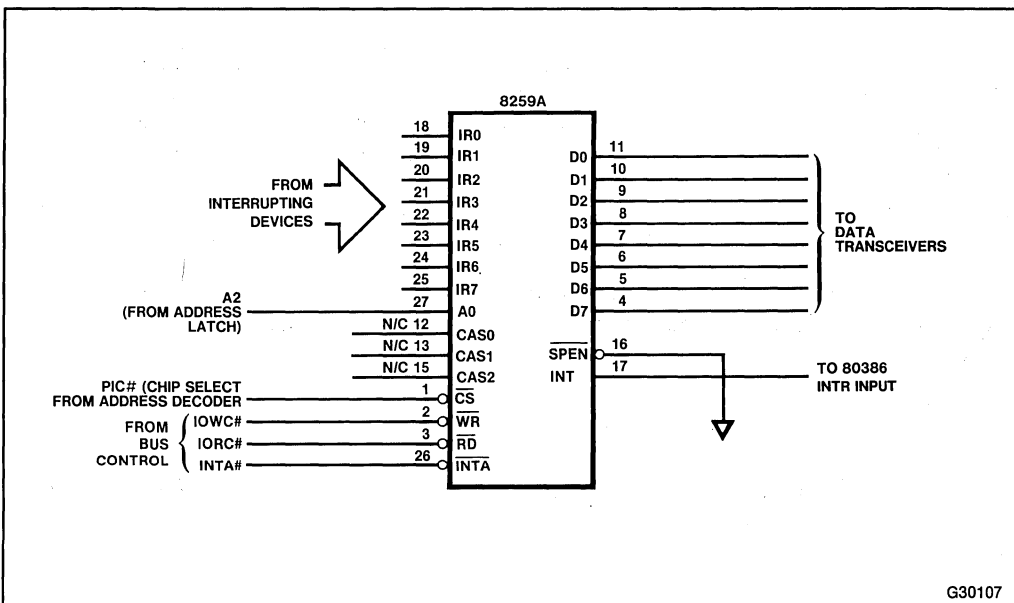 8259A
18 IR0
19 IR1
20 IR2
21 IR3
22 IR4
23 IR5
24 IR6
25 IR7
27 A0
N/C 12 CAS0
N/C 13 CAS1
N/C 15 CAS2
1 CS
2 WR
3 RD
26 INTA
FROM
INTERRUPTING
DEVICES
A2
(FROM ADDRESS
LATCH)
PIC# (CHIP SELECT
FROM ADDRESS DECODER
FROM
BUS
CONTROL
IOWC#
IORC#
INTA#
D0 11
D1 10
D2 9
D3 8
D4 7
D5 6
D6 5
D7 4
SPEN 16
INT 17
TO
DATA
TRANSCEIVERS
TO 80386
INTR INPUT
G30107